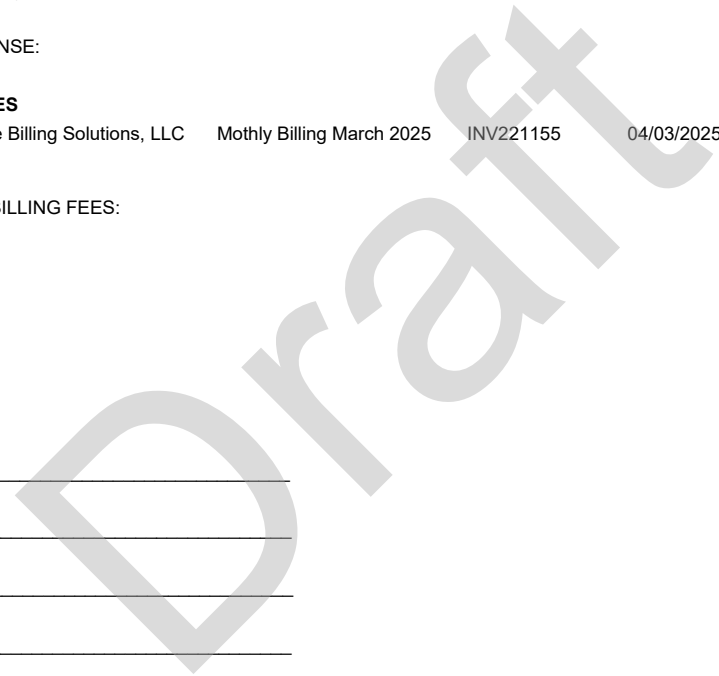 NSE:
ES
e Billing Solutions, LLC Mothly Billing March 2025 INV221155 04/03/2025
BILLING FEES:
Draft